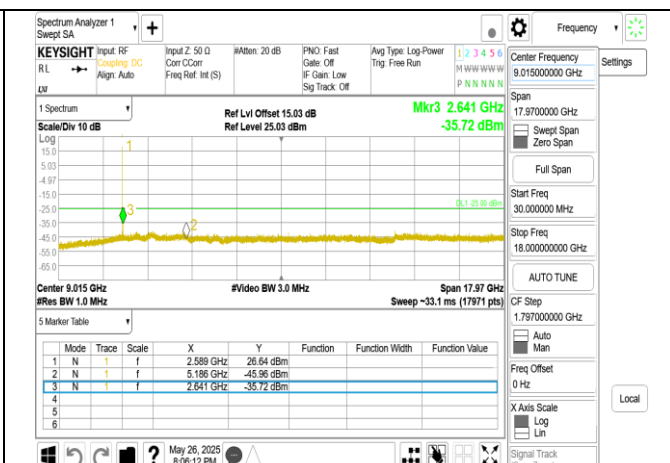 Spectrum Analyzer 1
Swept SA
+
Frequency
Settings
KEYSIGHT
RL
Input: RF
Coupling: DC
Align: Auto
Input Z: 50 Ω
Corr CCorr
Freq Ref: Int (S)
#Atten: 20 dB
PNO: Fast
Gate: Off
IF Gain: Low
Sig Track: Off
Avg Type: Log-Power
Trig: Free Run
1 2 3 4 5 6
M W W W W W
P N N N N N
1 Spectrum
Scale/Div 10 dB
Ref Lvl Offset 15.03 dB
Ref Level 25.03 dBm
Mkr3 2.641 GHz
-35.72 dBm
Log
15.0
5.03
-4.97
-15.0
-25.0
-35.0
-45.0
-55.0
-65.0
1
3
2
DL1 -25.00 dBm
Center 9.015 GHz
#Video BW 3.0 MHz
Span 17.97 GHz
#Res BW 1.0 MHz
Sweep ~33.1 ms (17971 pts)
5 Marker Table
Mode Trace Scale X Y Function Function Width Function Value
1 N 1 f 2.589 GHz 26.64 dBm
2 N 1 f 5.186 GHz -45.96 dBm
3 N 1 f 2.641 GHz -35.72 dBm
4
5
6
May 26, 2025
8:06:12 PM
?
Center Frequency
9.015000000 GHz
Span
17.9700000 GHz
Swept Span
Zero Span
Full Span
Start Freq
30.000000 MHz
Stop Freq
18.000000000 GHz
AUTO TUNE
CF Step
1.797000000 GHz
Auto
Man
Freq Offset
0 Hz
X Axis Scale
Log
Lin
Signal Track
Local